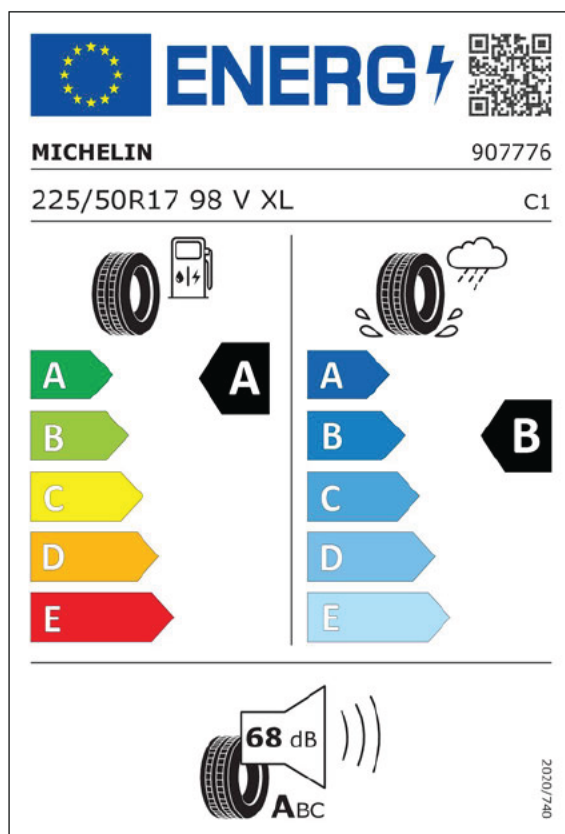 ENERG
MICHELIN 907776
225/50R17 98 V XL C1
A A A
B B B
C C
D D
E E
68 dB
ABC
2020/740